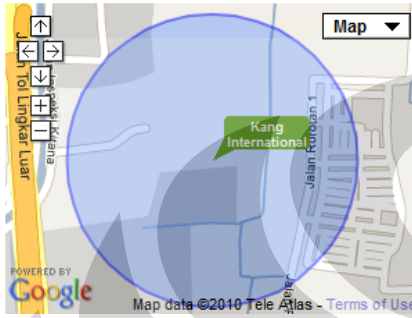 Map
Jalan Tol Lingkar Luar
Kang
International
Jalan Rorotan 1
POWERED BY
Google
Map data ©2010 Tele Atlas - Terms of Use